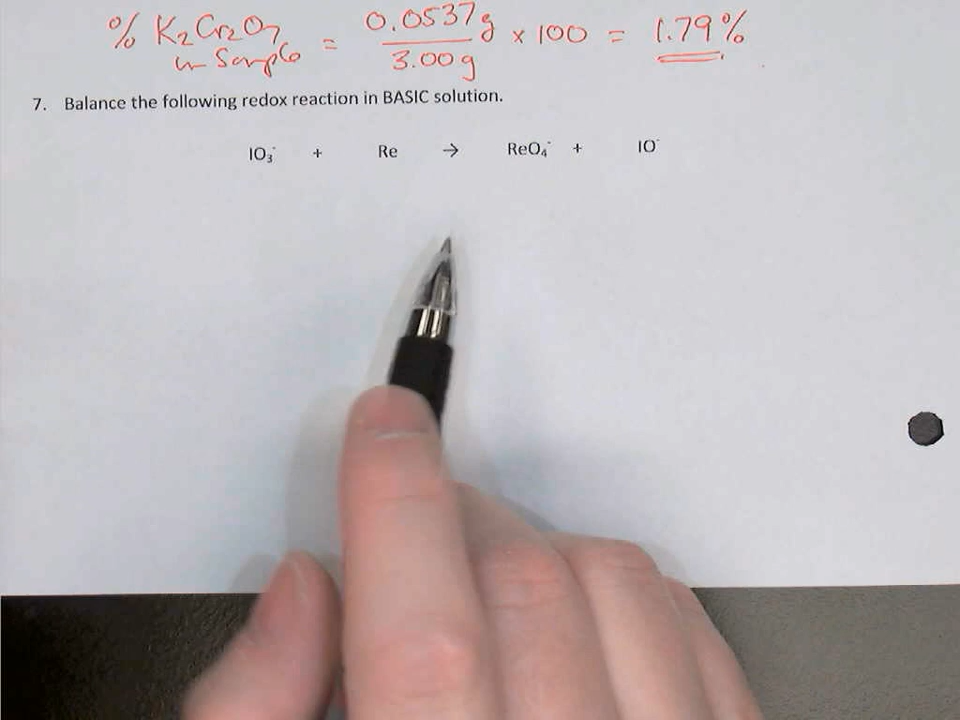 % K₂Cr₂O₇ in Sample = 0.0537g / 3.00g × 100 = 1.79%
7. Balance the following redox reaction in BASIC solution.
IO₃⁻ + Re → ReO₄⁻ + IO⁻